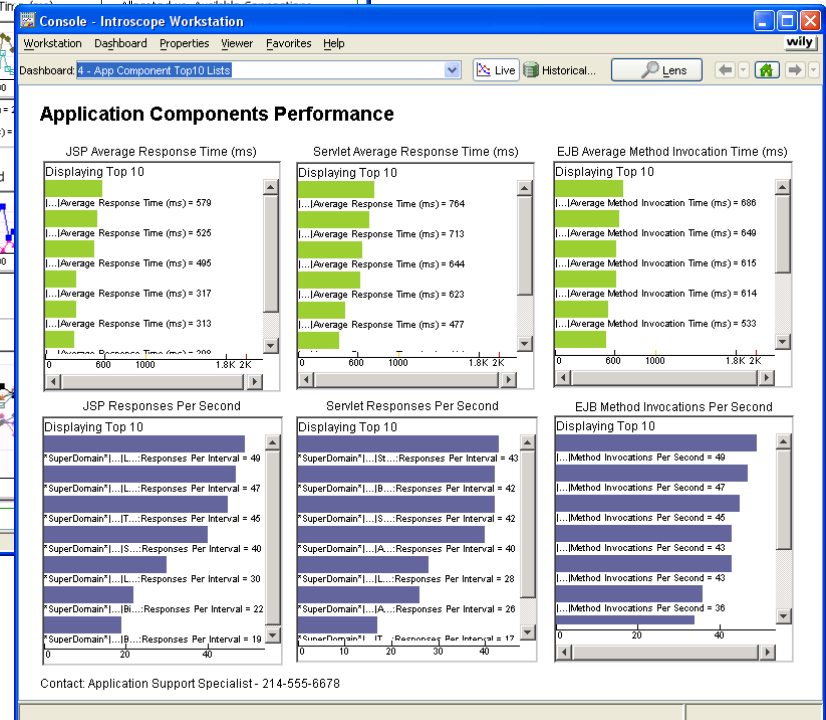 Console - Introscope Workstation
Workstation Dashboard Properties Viewer Favorites Help
wily
Dashboard: 4 - App Component Top10 Lists
Live
Historical...
Lens
Application Components Performance
JSP Average Response Time (ms)
Displaying Top 10
|...|Average Response Time (ms) = 579
|...|Average Response Time (ms) = 525
|...|Average Response Time (ms) = 495
|...|Average Response Time (ms) = 317
|...|Average Response Time (ms) = 313
0 600 1000 1.8K 2K
Servlet Average Response Time (ms)
Displaying Top 10
|...|Average Response Time (ms) = 764
|...|Average Response Time (ms) = 713
|...|Average Response Time (ms) = 644
|...|Average Response Time (ms) = 623
|...|Average Response Time (ms) = 477
0 600 1000 1.8K 2K
EJB Average Method Invocation Time (ms)
Displaying Top 10
|...|Average Method Invocation Time (ms) = 686
|...|Average Method Invocation Time (ms) = 649
|...|Average Method Invocation Time (ms) = 615
|...|Average Method Invocation Time (ms) = 614
|...|Average Method Invocation Time (ms) = 533
0 600 1000 1.8K 2K
JSP Responses Per Second
Displaying Top 10
*SuperDomain*|...|L...:Responses Per Interval = 49
*SuperDomain*|...|L...:Responses Per Interval = 47
*SuperDomain*|...|T...:Responses Per Interval = 45
*SuperDomain*|...|S...:Responses Per Interval = 40
*SuperDomain*|...|L...:Responses Per Interval = 30
*SuperDomain*|...|Bi...:Responses Per Interval = 22
*SuperDomain*|...|B...:Responses Per Interval = 19
0 20 40
Servlet Responses Per Second
Displaying Top 10
*SuperDomain*|...|St...:Responses Per Interval = 43
*SuperDomain*|...|B...:Responses Per Interval = 42
*SuperDomain*|...|S...:Responses Per Interval = 42
*SuperDomain*|...|A...:Responses Per Interval = 40
*SuperDomain*|...|L...:Responses Per Interval = 28
*SuperDomain*|...|A...:Responses Per Interval = 26
*SuperDomain*|...|T...:Responses Per Interval = 17
0 10 20 30 40
EJB Method Invocations Per Second
Displaying Top 10
|...|Method Invocations Per Second = 49
|...|Method Invocations Per Second = 47
|...|Method Invocations Per Second = 45
|...|Method Invocations Per Second = 43
|...|Method Invocations Per Second = 43
|...|Method Invocations Per Second = 36
0 20 40
Contact: Application Support Specialist - 214-555-6678